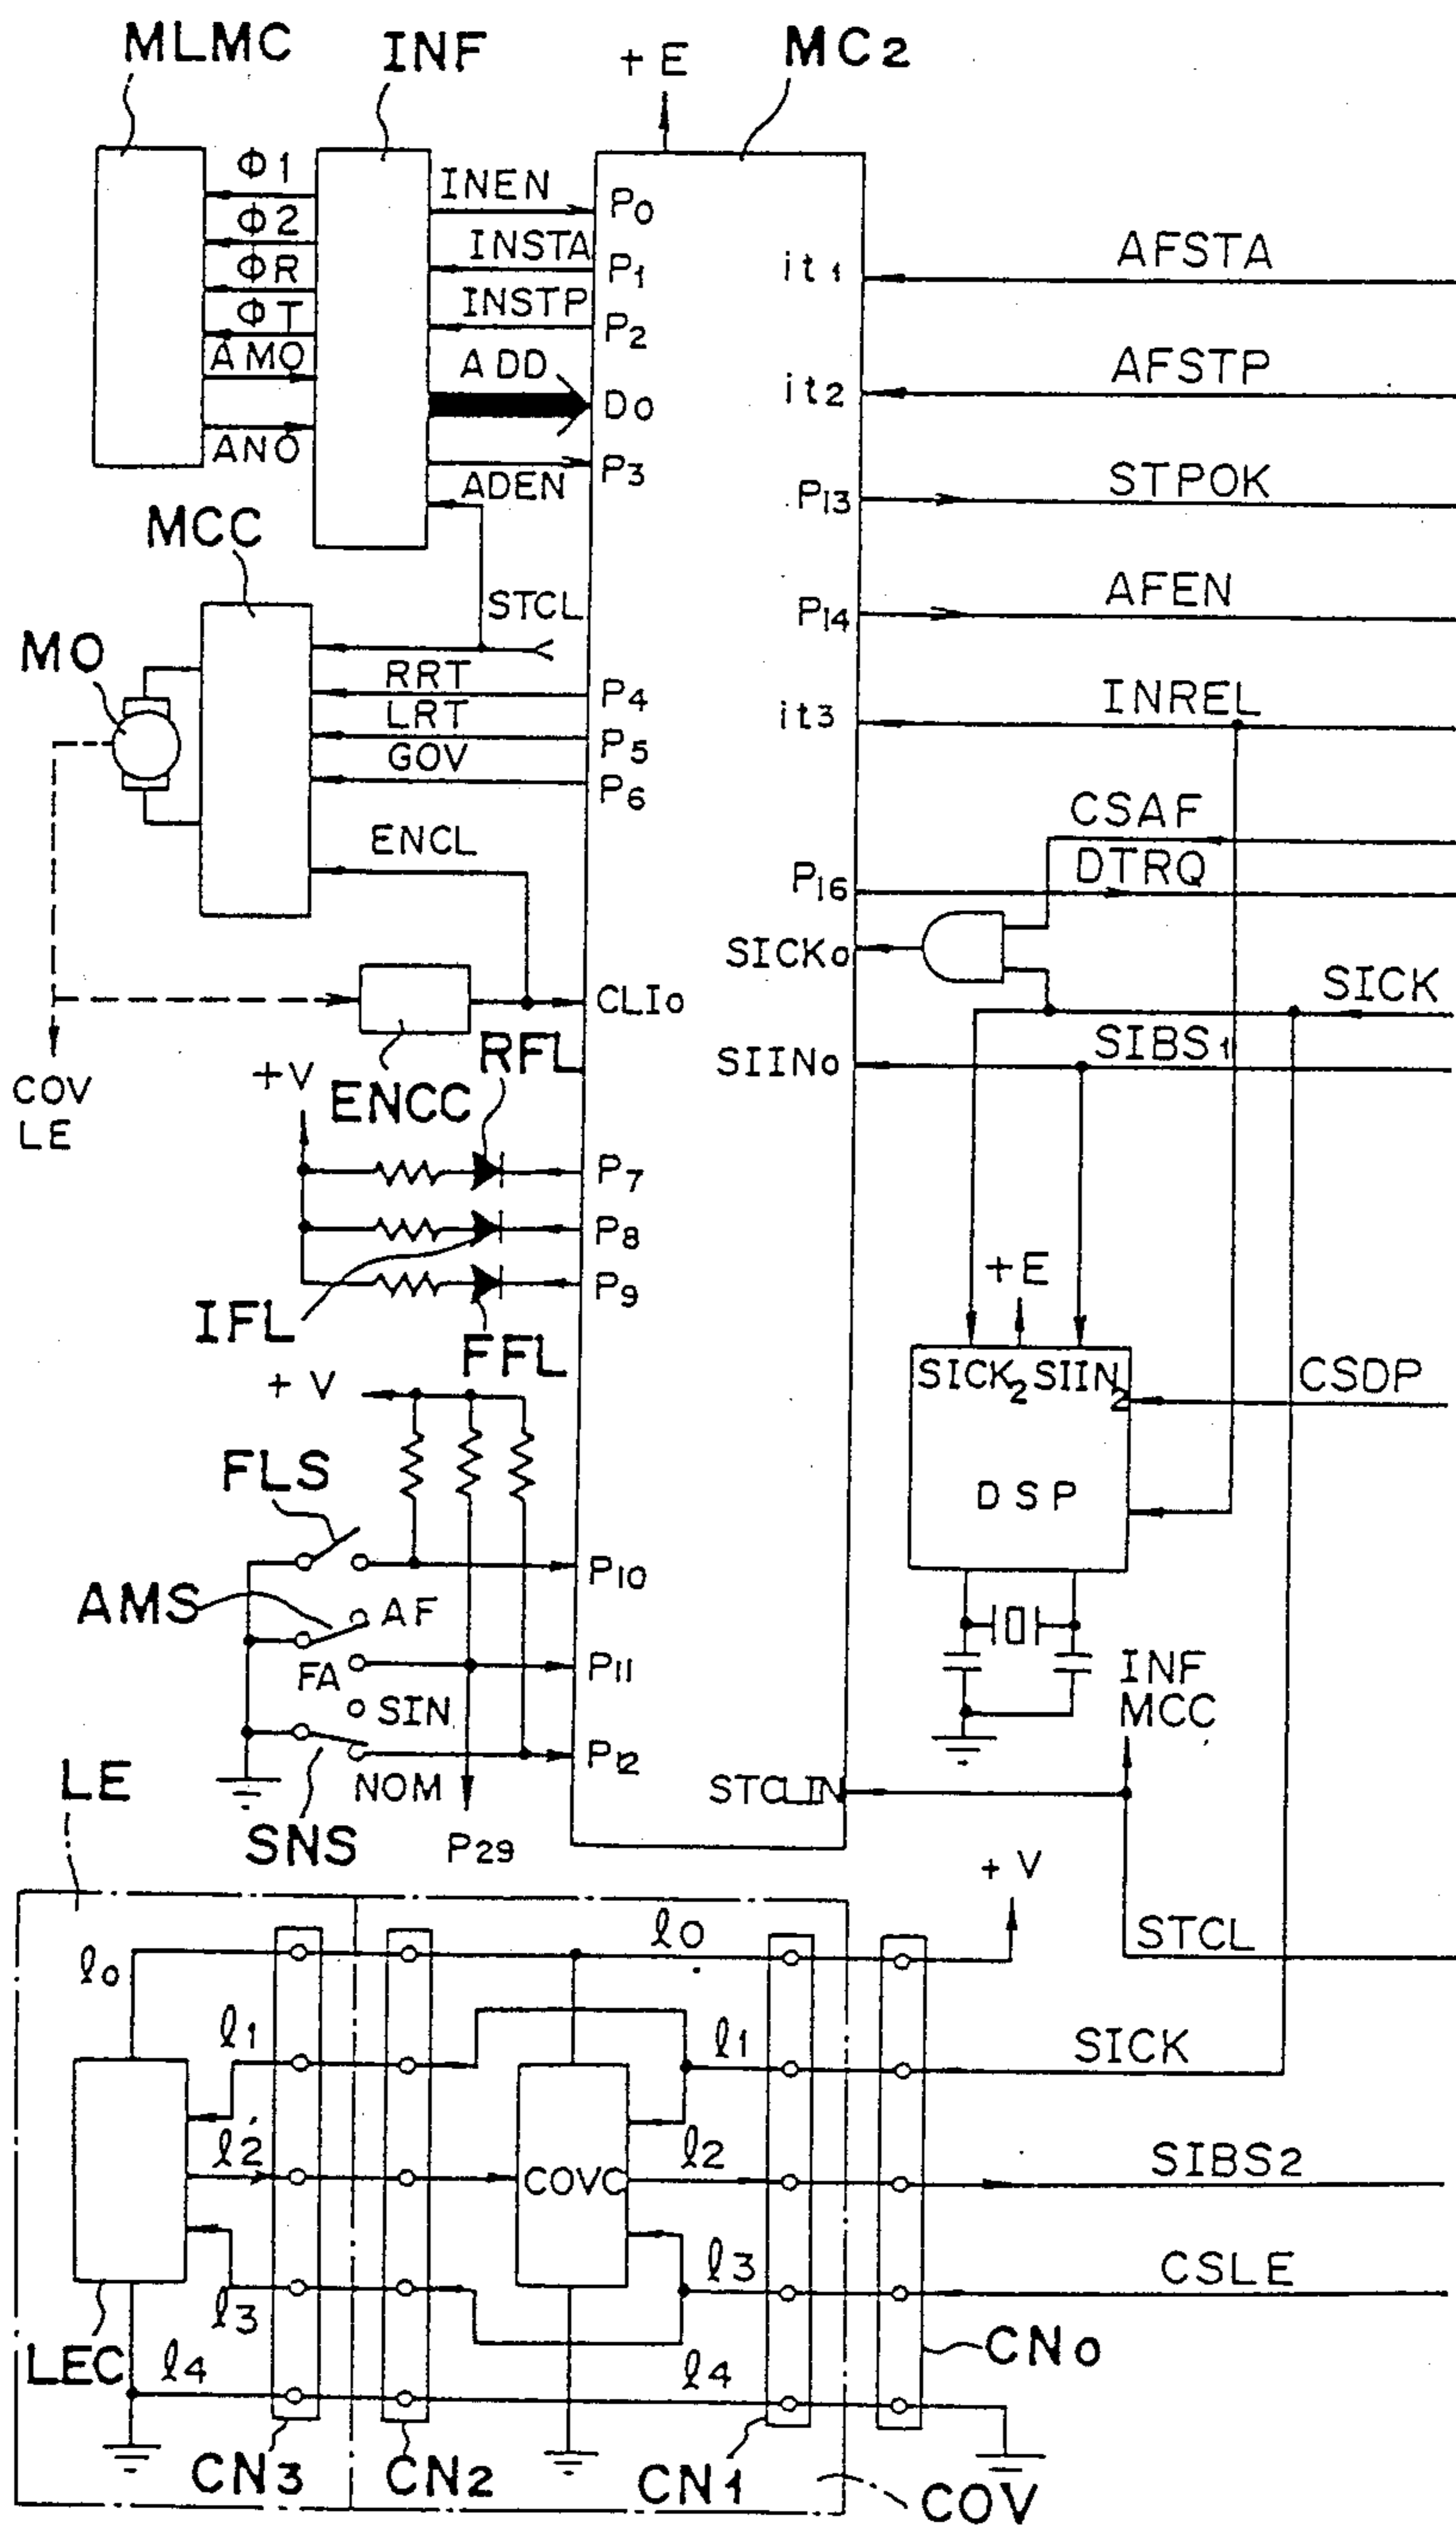 MLMC
INF
+E
MC2
Φ1
Φ2
ΦR
ΦT
AMO
ANO
INEN
INSTA
INSTP
ADD
ADEN
P0
P1
P2
D0
P3
it1
AFSTA
it2
AFSTP
P13
STPOK
P14
AFEN
it3
INREL
CSAF
P16
DTRQ
SICK0
SICK
SIIN0
SIBS1
MCC
MO
STCL
RRT
LRT
GOV
ENCL
P4
P5
P6
CLI0
COV
LE
ENCC
RFL
+V
P7
P8
P9
IFL
FFL
+V
+E
SICK2 SIIN2
CSDP
DSP
FLS
AMS
AF
FA
SIN
NOM
SNS
P10
P11
P12
P29
INF
MCC
STCLIN
STCL
LE
+V
l0
l0
l1
l1
SICK
l2
l2
COVC
SIBS2
l3
l3
CSLE
LEC
l4
l4
CN0
CN3
CN2
CN1
COV